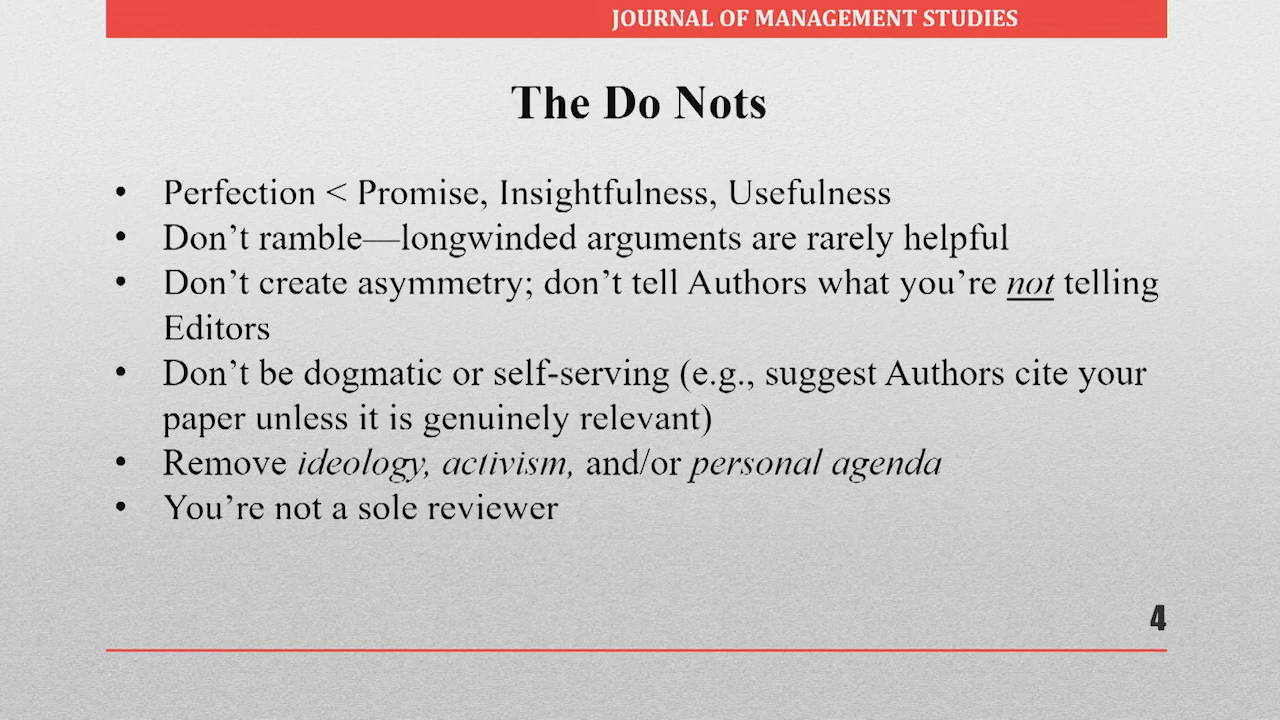 JOURNAL OF MANAGEMENT STUDIES
The Do Nots
• Perfection < Promise, Insightfulness, Usefulness
• Don’t ramble—longwinded arguments are rarely helpful
• Don’t create asymmetry; don’t tell Authors what you’re not telling
Editors
• Don’t be dogmatic or self-serving (e.g., suggest Authors cite your
paper unless it is genuinely relevant)
• Remove ideology, activism, and/or personal agenda
• You’re not a sole reviewer
4